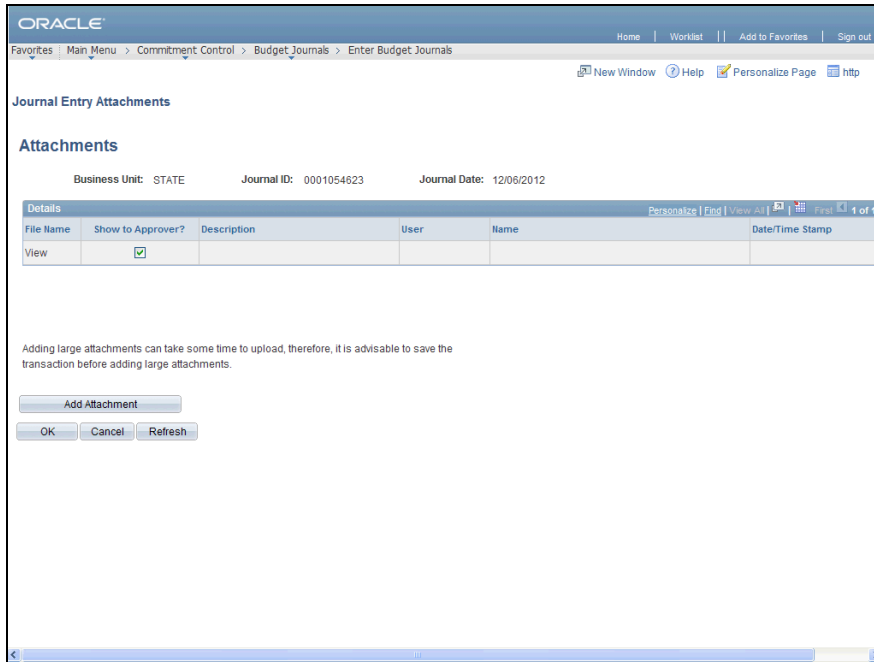 ORACLE
Home | Worklist || Add to Favorites | Sign out
Favorites | Main Menu > Commitment Control > Budget Journals > Enter Budget Journals
New Window Help Personalize Page http
Journal Entry Attachments
Attachments
Business Unit: STATE Journal ID: 0001054623 Journal Date: 12/06/2012
Details Personalize | Find | View All | | First 1 of 1
File Name Show to Approver? Description User Name Date/Time Stamp
View
Adding large attachments can take some time to upload, therefore, it is advisable to save the
transaction before adding large attachments.
Add Attachment
OK Cancel Refresh